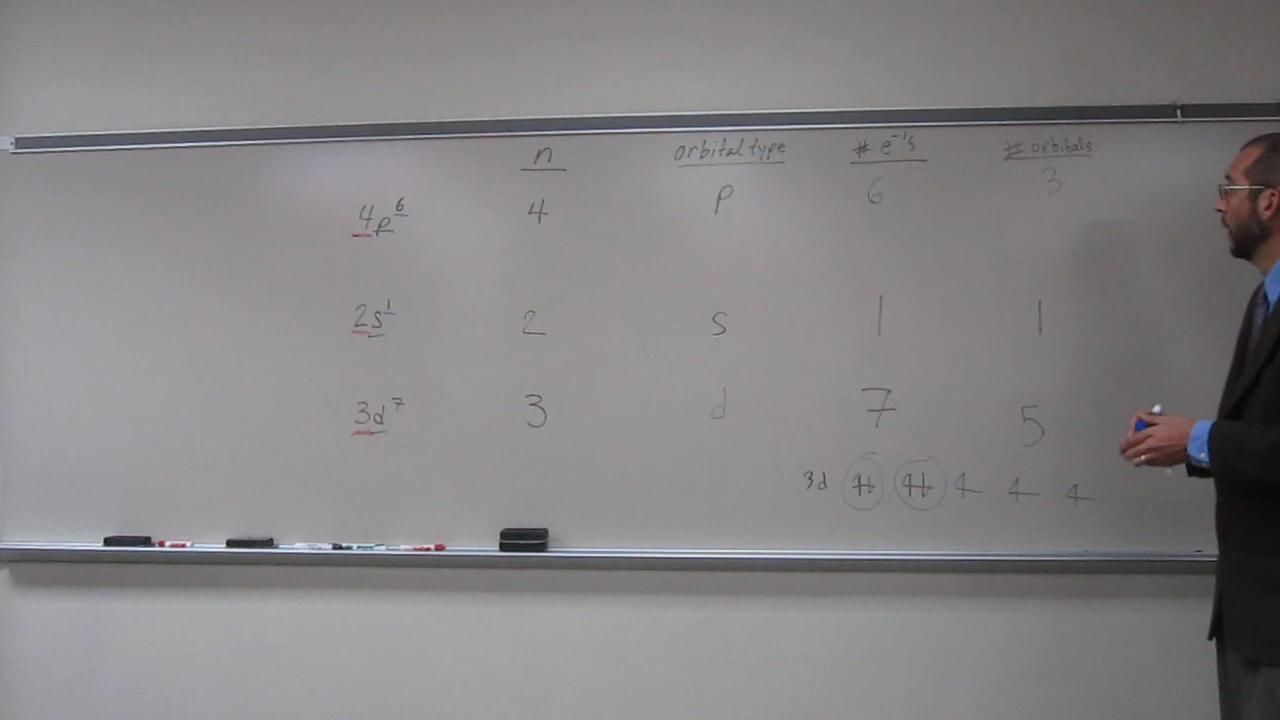 n orbital type # e⁻'s # orbitals
4p⁶ 4 p 6 3
2s¹ 2 s 1 1
3d⁷ 3 d 7 5
3d ⇅ ⇅ ↑ ↑ ↑